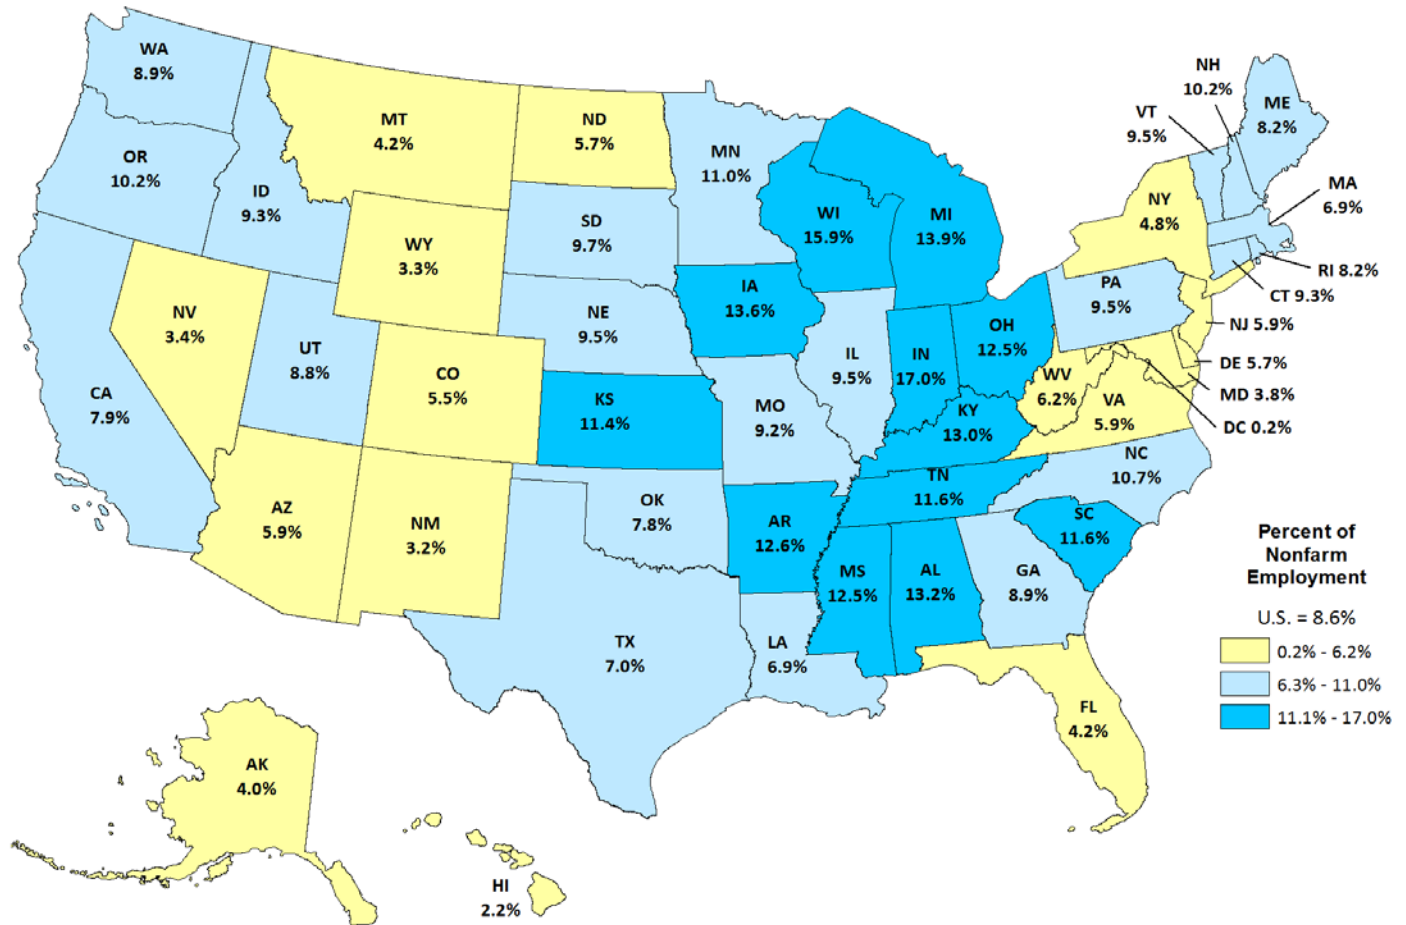 WA
8.9%
OR
10.2%
ID
9.3%
MT
4.2%
ND
5.7%
MN
11.0%
SD
9.7%
WY
3.3%
NE
9.5%
IA
13.6%
WI
15.9%
MI
13.9%
NV
3.4%
UT
8.8%
CO
5.5%
CA
7.9%
KS
11.4%
MO
9.2%
IL
9.5%
IN
17.0%
OH
12.5%
KY
13.0%
WV
6.2%
VA
5.9%
PA
9.5%
NY
4.8%
VT
9.5%
NH
10.2%
ME
8.2%
MA
6.9%
RI 8.2%
CT 9.3%
NJ 5.9%
DE 5.7%
MD 3.8%
DC 0.2%
NC
10.7%
TN
11.6%
SC
11.6%
AZ
5.9%
NM
3.2%
OK
7.8%
AR
12.6%
MS
12.5%
AL
13.2%
GA
8.9%
TX
7.0%
LA
6.9%
FL
4.2%
AK
4.0%
HI
2.2%
Percent of
Nonfarm
Employment
U.S. = 8.6%
0.2% - 6.2%
6.3% - 11.0%
11.1% - 17.0%